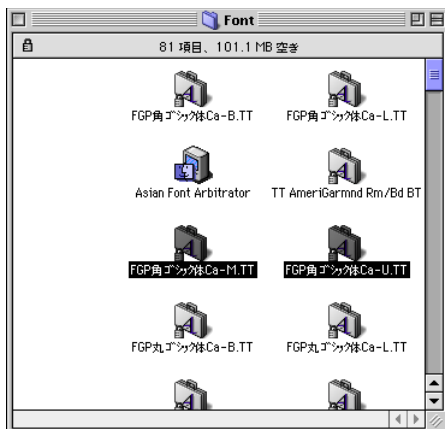 Font
81 項目、101.1 MB 空き
FGP角ｺﾞｼｯｸ体Ca-B.TT
FGP角ｺﾞｼｯｸ体Ca-L.TT
Asian Font Arbitrator
TT AmeriGarmnd Rm/Bd BT
FGP角ｺﾞｼｯｸ体Ca-M.TT
FGP角ｺﾞｼｯｸ体Ca-U.TT
FGP丸ｺﾞｼｯｸ体Ca-B.TT
FGP丸ｺﾞｼｯｸ体Ca-L.TT